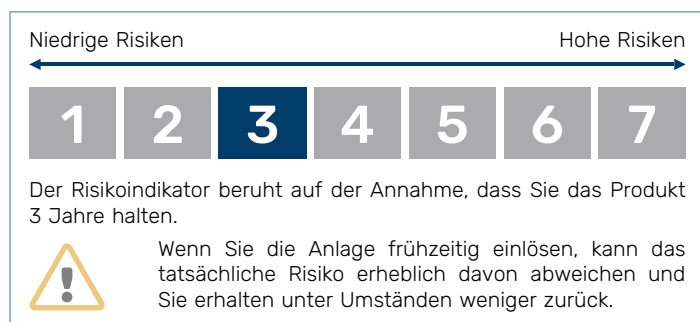 Niedrige Risiken Hohe Risiken
1 2 3 4 5 6 7
Der Risikoindikator beruht auf der Annahme, dass Sie das Produkt
3 Jahre halten.
Wenn Sie die Anlage frühzeitig einlösen, kann das
tatsächliche Risiko erheblich davon abweichen und
Sie erhalten unter Umständen weniger zurück.